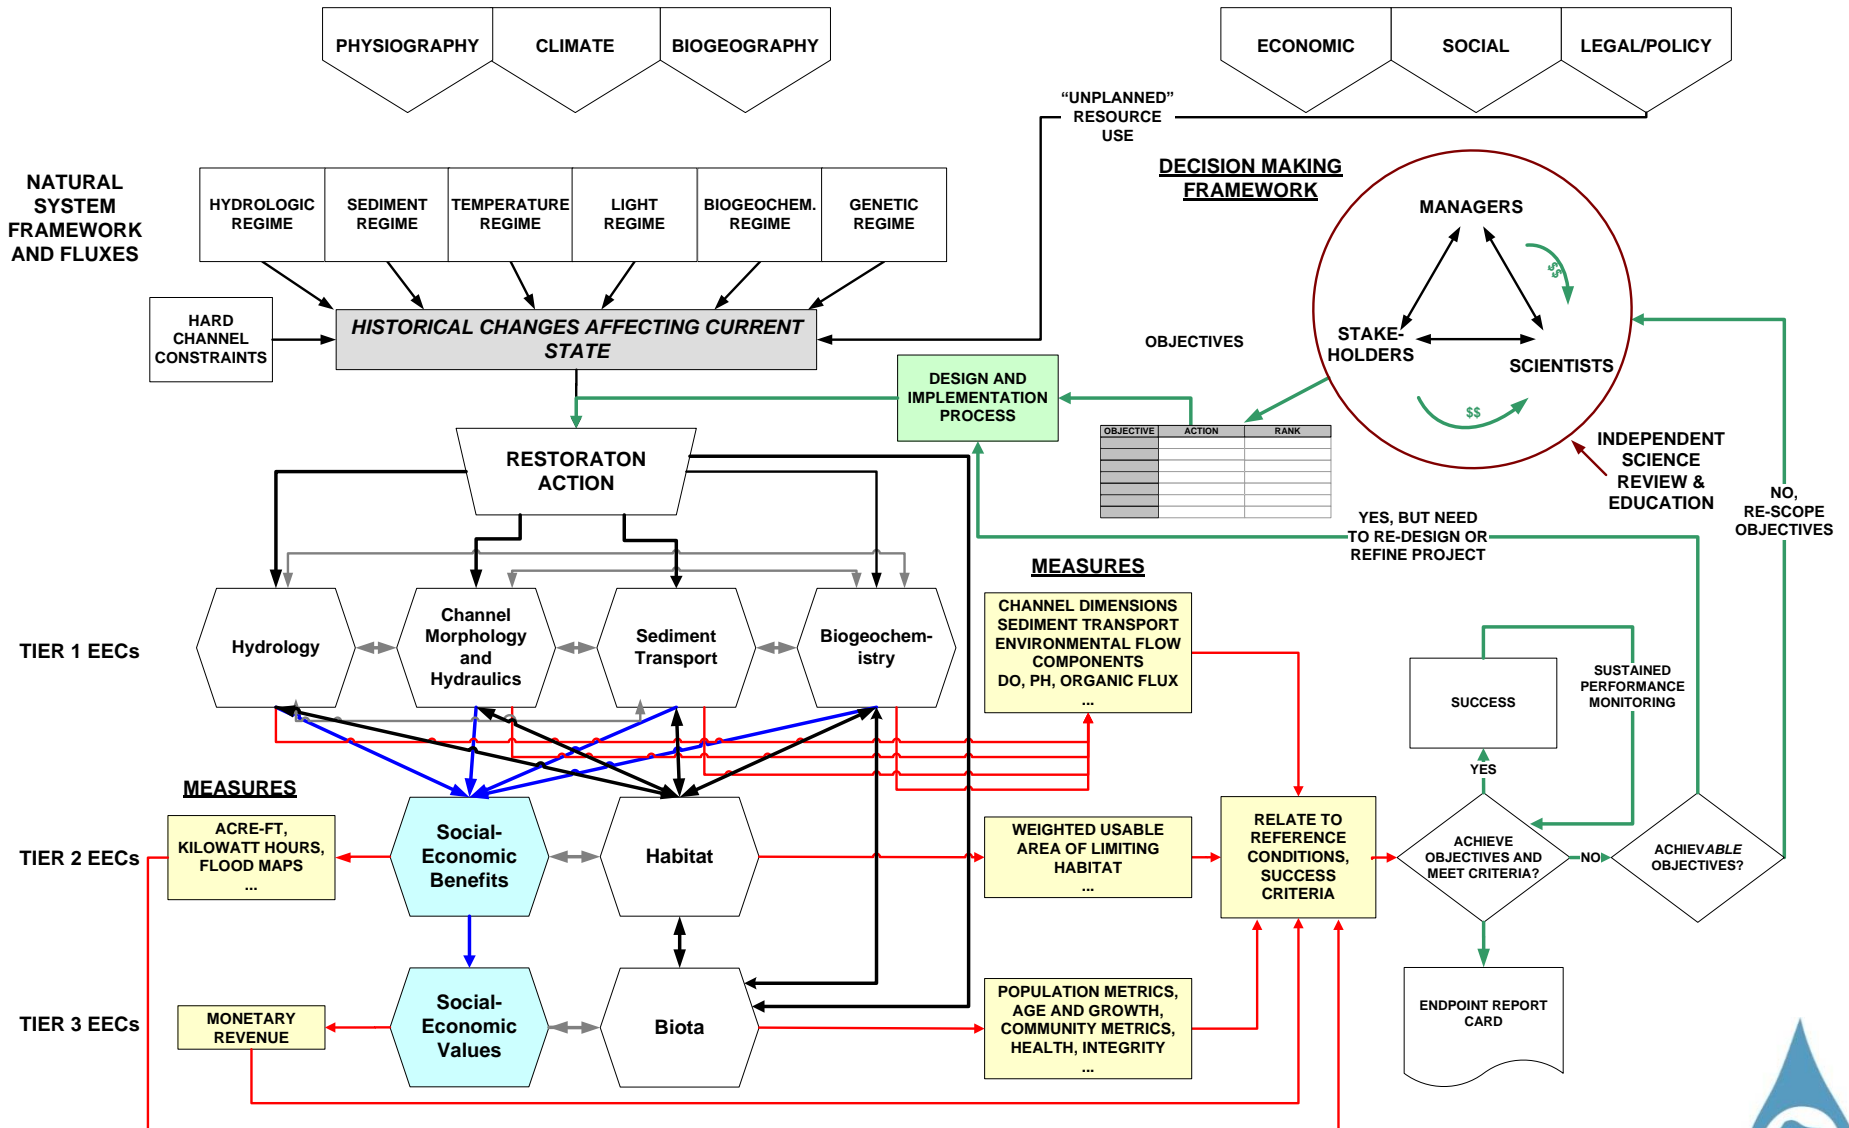 PHYSIOGRAPHY
CLIMATE
BIOGEOGRAPHY
ECONOMIC
SOCIAL
LEGAL/POLICY
“UNPLANNED”
RESOURCE
USE
NATURAL
SYSTEM
FRAMEWORK
AND FLUXES
HYDROLOGIC
REGIME
SEDIMENT
REGIME
TEMPERATURE
REGIME
LIGHT
REGIME
BIOGEOCHEM.
REGIME
GENETIC
REGIME
DECISION MAKING
FRAMEWORK
MANAGERS
$$
STAKE-
HOLDERS
SCIENTISTS
$$
HARD
CHANNEL
CONSTRAINTS
HISTORICAL CHANGES AFFECTING CURRENT
STATE
OBJECTIVES
DESIGN AND
IMPLEMENTATION
PROCESS
OBJECTIVE
ACTION
RANK
INDEPENDENT
SCIENCE
REVIEW &
EDUCATION
NO,
RE-SCOPE
OBJECTIVES
RESTORATON
ACTION
YES, BUT NEED
TO RE-DESIGN OR
REFINE PROJECT
MEASURES
TIER 1 EECs
Hydrology
Channel
Morphology
and
Hydraulics
Sediment
Transport
Biogeochem-
istry
CHANNEL DIMENSIONS
SEDIMENT TRANSPORT
ENVIRONMENTAL FLOW
COMPONENTS
DO, PH, ORGANIC FLUX
...
SUCCESS
SUSTAINED
PERFORMANCE
MONITORING
YES
MEASURES
TIER 2 EECs
ACRE-FT,
KILOWATT HOURS,
FLOOD MAPS
...
Social-
Economic
Benefits
Habitat
WEIGHTED USABLE
AREA OF LIMITING
HABITAT
...
RELATE TO
REFERENCE
CONDITIONS,
SUCCESS
CRITERIA
ACHIEVE
OBJECTIVES AND
MEET CRITERIA?
NO
ACHIEVABLE
OBJECTIVES?
TIER 3 EECs
MONETARY
REVENUE
Social-
Economic
Values
Biota
POPULATION METRICS,
AGE AND GROWTH,
COMMUNITY METRICS,
HEALTH, INTEGRITY
...
ENDPOINT REPORT
CARD